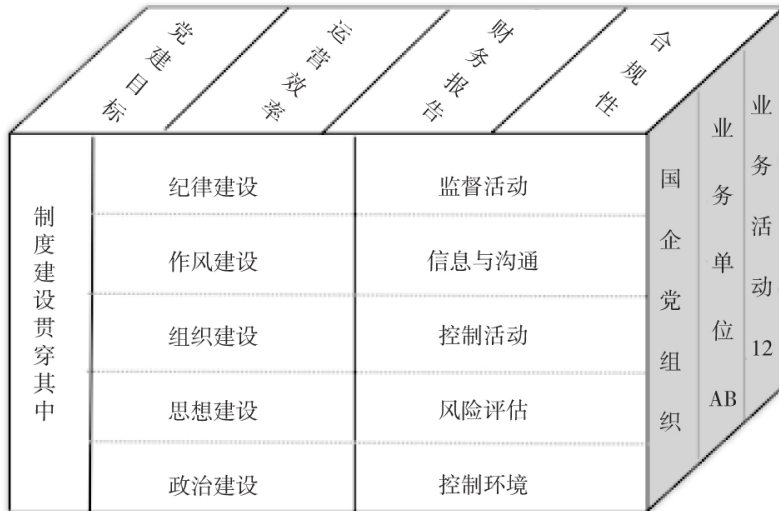 党建目标
运营效率
财务报告
合规性
制度建设贯穿其中
纪律建设
监督活动
作风建设
信息与沟通
组织建设
控制活动
思想建设
风险评估
政治建设
控制环境
国企党组织
业务单位AB
业务活动12